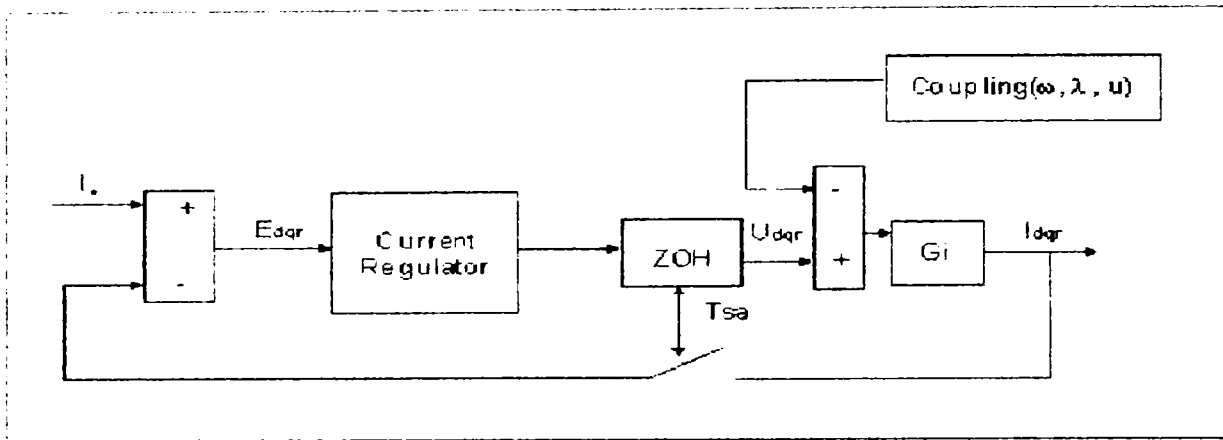 Coupling(ω, λ, u)
I*
+
-
Edqr
Current
Regulator
ZOH
Udqr
-
+
Gi
Idqr
Tsa